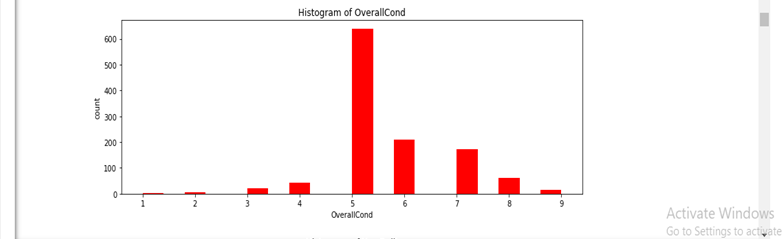 Histogram of OverallCond
600
500
400
300
200
100
0
count
1 2 3 4 5 6 7 8 9
OverallCond
Activate Windows
Go to Settings to activate